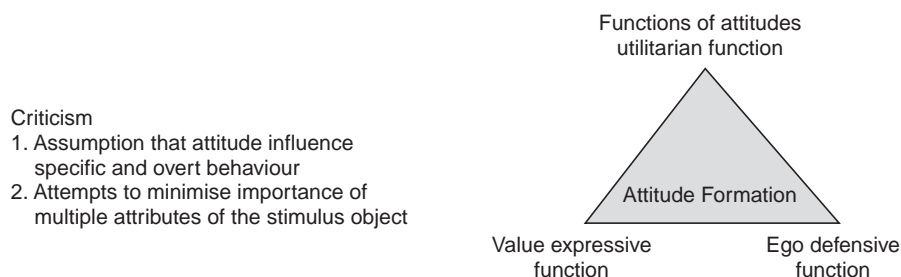 Criticism
1. Assumption that attitude influence
specific and overt behaviour
2. Attempts to minimise importance of
multiple attributes of the stimulus object
Functions of attitudes
utilitarian function
Attitude Formation
Value expressive
function
Ego defensive
function